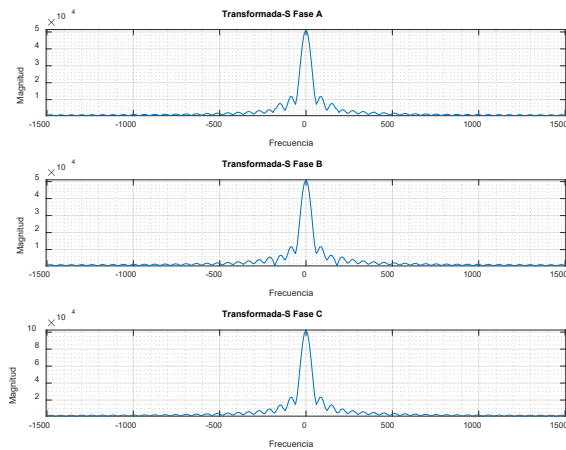 Transformada-S Fase A
× 10 4
5
4
3
2
1
Magnitud
-1500 -1000 -500 0 500 1000 1500
Frecuencia
Transformada-S Fase B
× 10 4
5
4
3
2
1
Magnitud
-1500 -1000 -500 0 500 1000 1500
Frecuencia
Transformada-S Fase C
× 10 4
10
8
6
4
2
Magnitud
-1500 -1000 -500 0 500 1000 1500
Frecuencia